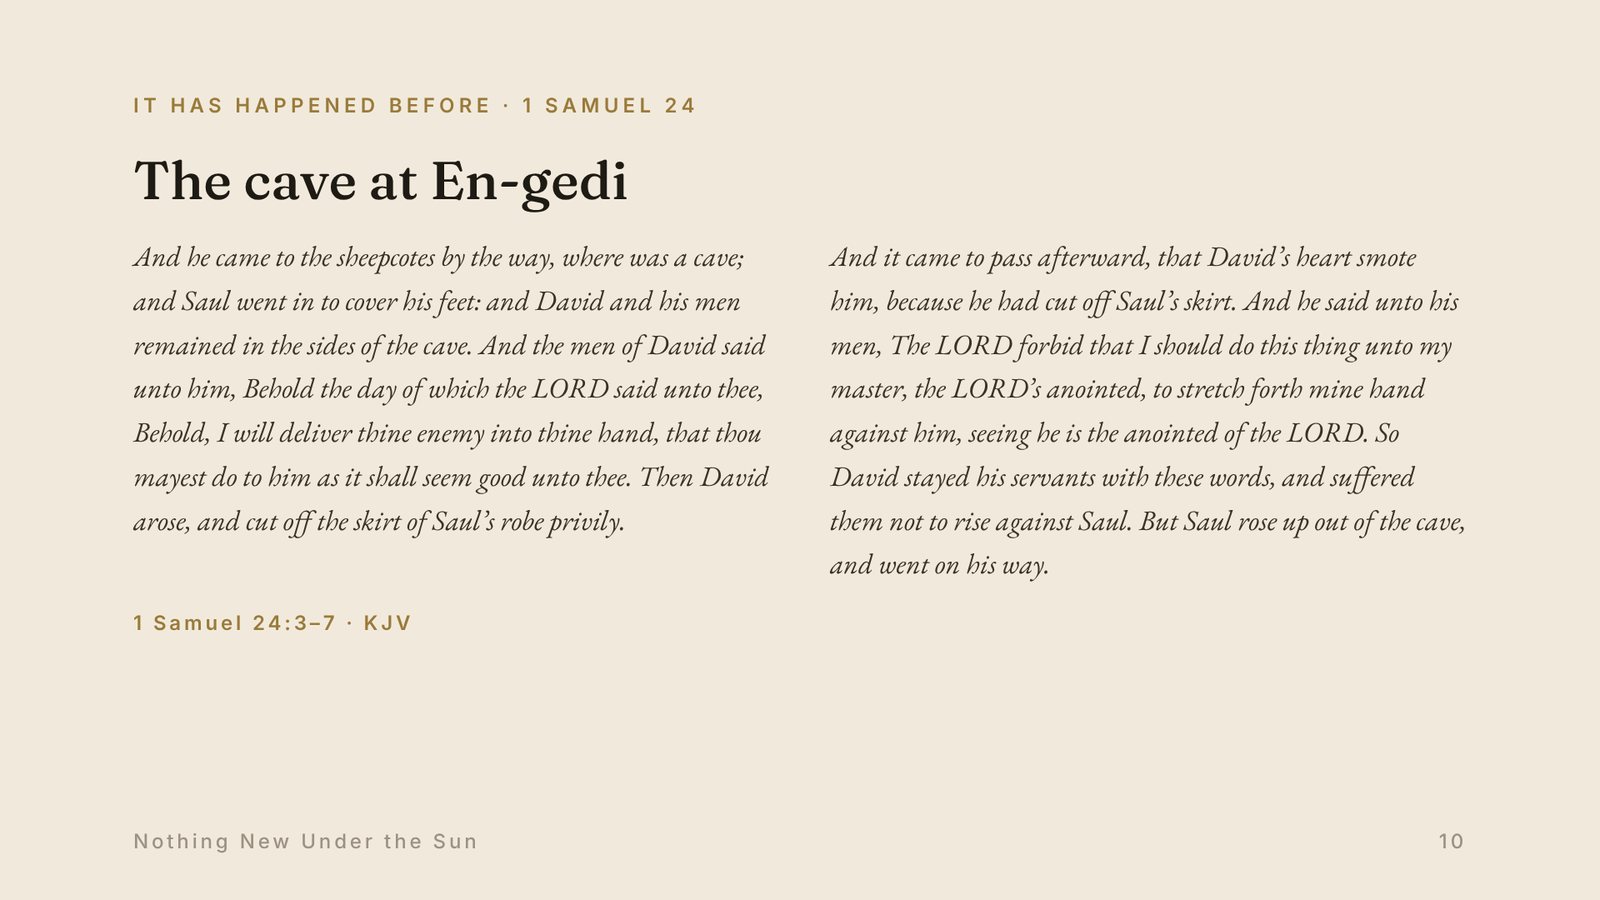 IT HAS HAPPENED BEFORE · 1 SAMUEL 24
The cave at En-gedi
And he came to the sheepcotes by the way, where was a cave;
and Saul went in to cover his feet: and David and his men
remained in the sides of the cave. And the men of David said
unto him, Behold the day of which the LORD said unto thee,
Behold, I will deliver thine enemy into thine hand, that thou
mayest do to him as it shall seem good unto thee. Then David
arose, and cut off the skirt of Saul’s robe privily.
And it came to pass afterward, that David’s heart smote
him, because he had cut off Saul’s skirt. And he said unto his
men, The LORD forbid that I should do this thing unto my
master, the LORD’s anointed, to stretch forth mine hand
against him, seeing he is the anointed of the LORD. So
David stayed his servants with these words, and suffered
them not to rise against Saul. But Saul rose up out of the cave,
and went on his way.
1 Samuel 24:3–7 · KJV
Nothing New Under the Sun
10